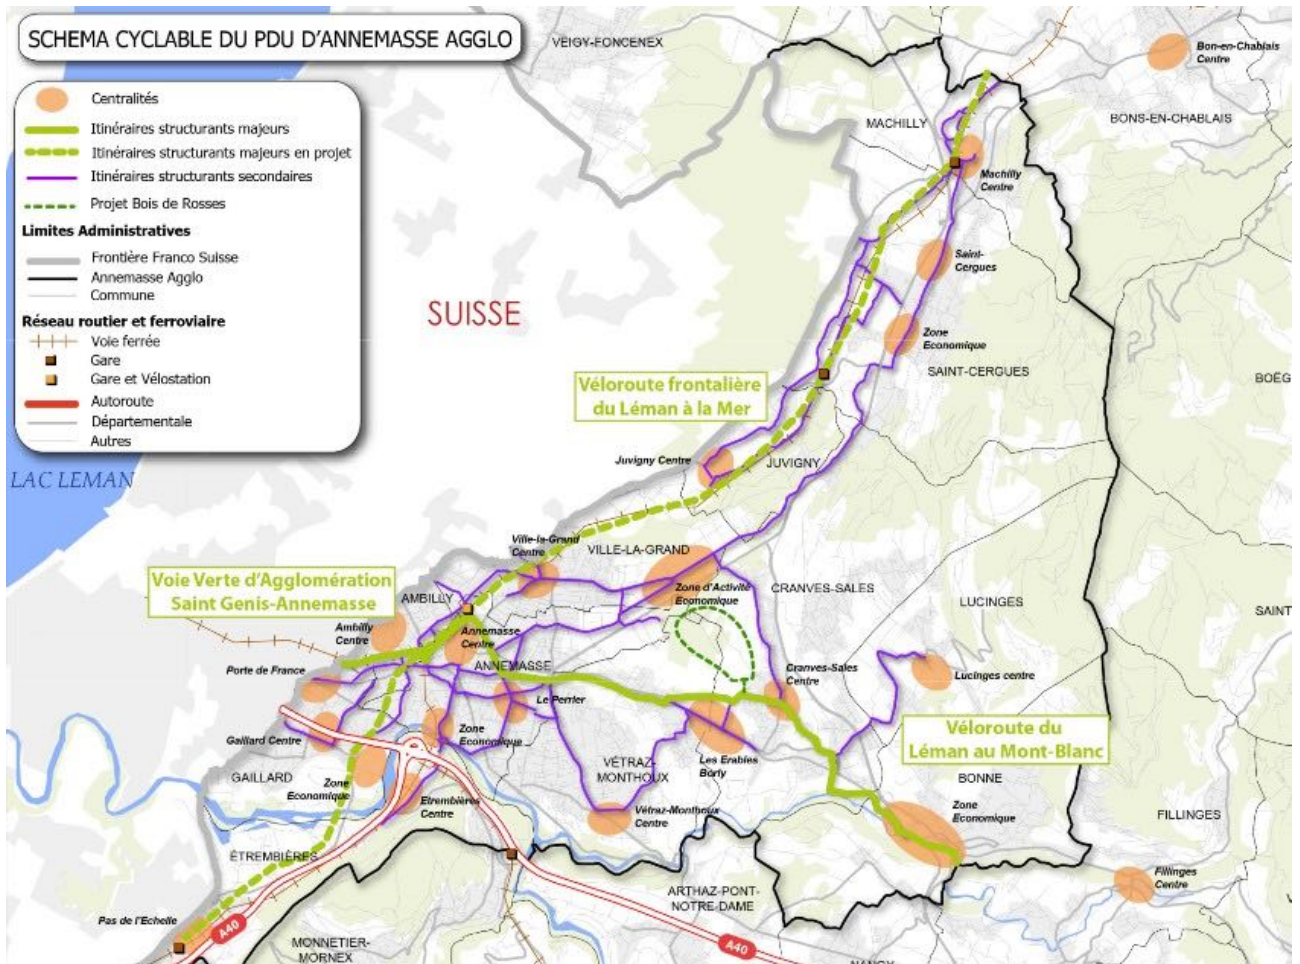 SCHEMA CYCLABLE DU PDU D'ANNEMASSE AGGLO
Centralités
Itinéraires structurants majeurs
Itinéraires structurants majeurs en projet
Itinéraires structurants secondaires
Projet Bois de Rosses
Limites Administratives
Frontière Franco Suisse
Annemasse Agglo
Commune
Réseau routier et ferroviaire
Voie ferrée
Gare
Gare et Vélostation
Autoroute
Départementale
Autres
VEIGY-FONCENEX
Bon-en-Chablais
Centre
MACHILLY
BONS-EN-CHABLAIS
Machilly
Centre
Saint-
Cergues
SUISSE
Zone
Economique
SAINT-CERGUES
BOËG
Véloroute frontalière
du Léman à la Mer
LAC LEMAN
Juvigny Centre
JUVIGNY
Ville-la-Grand
Centre
VILLE-LA-GRAND
Voie Verte d'Agglomération
Saint Genis-Annemasse
Zone d'Activité
Economique
CRANVES-SALES
LUCINGES
AMBILLY
SAINT
Ambilly
Centre
Annemasse
Centre
ANNEMASSE
Porte de France
Cranves-Sales
Centre
Lucinges centre
Le Perrier
Véloroute du
Léman au Mont-Blanc
Gaillard Centre
Zone
Economique
Les Erables
Borly
GAILLARD
Zone
Economique
VÉTRAZ-
MONTHOUX
BONNE
Etrembières
Centre
Vétraz-Monthoux
Centre
Zone
Economique
FILLINGES
ÉTREMBIÈRES
Fillinges
Centre
ARTHAZ-PONT-
NOTRE-DAME
Pas de l'Echelle
A40
MONNETIER-
MORNEX
A40
NANGY